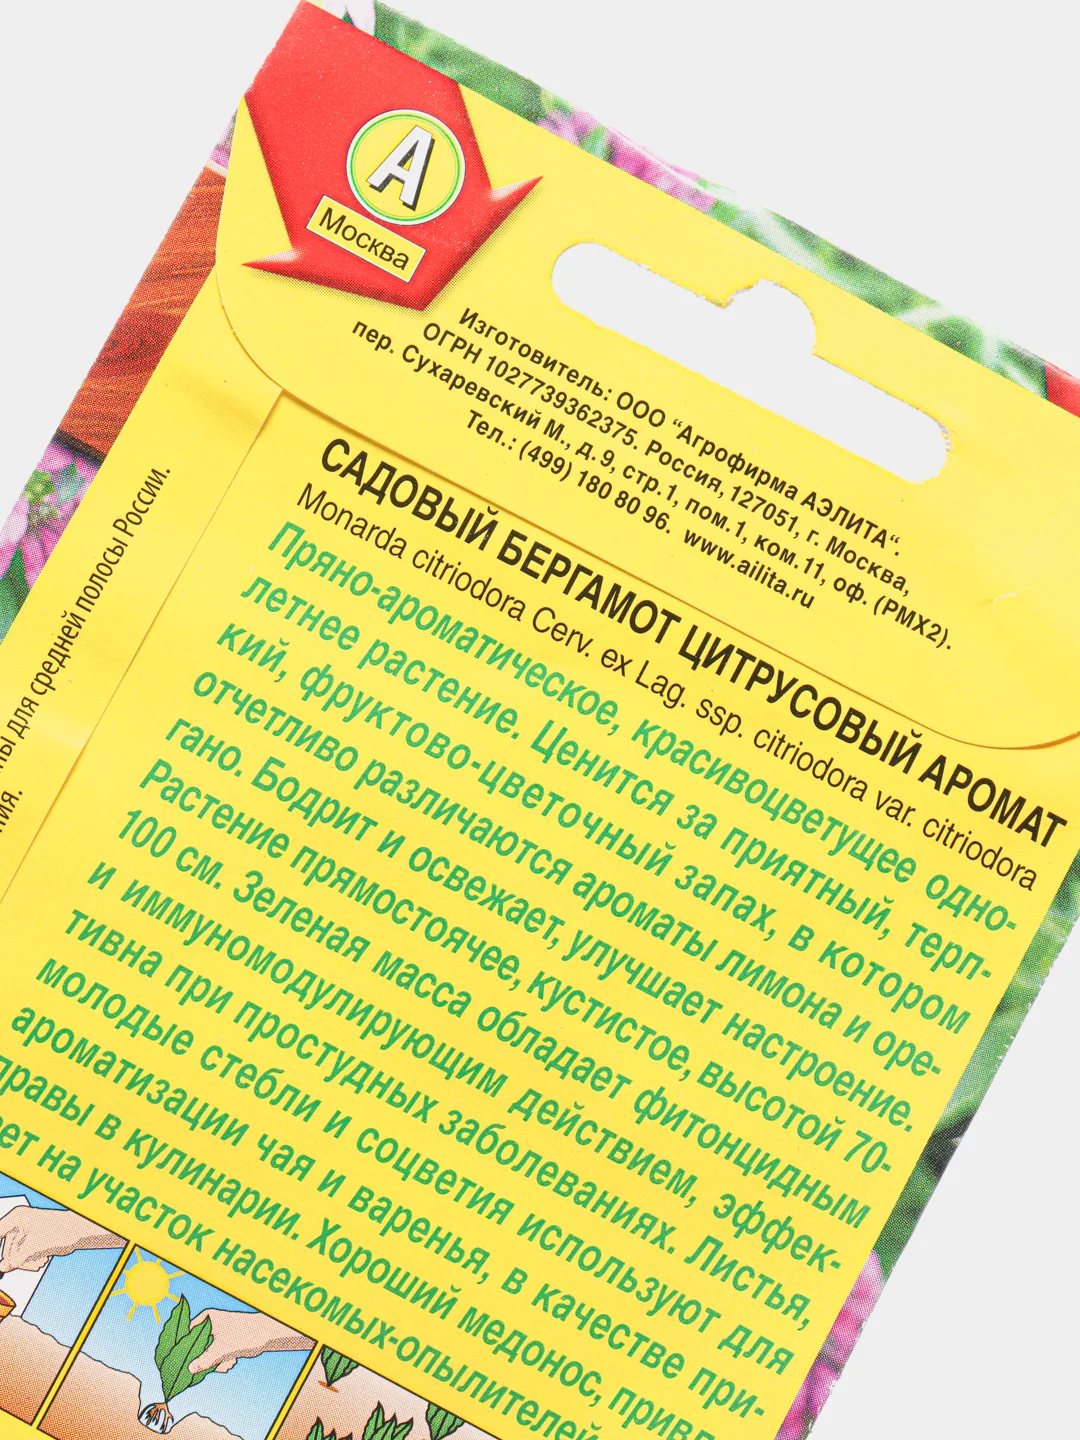 А
Москва
Изготовитель: ООО “Агрофирма АЭЛИТА“.
ОГРН 1027739362375. Россия, 127051, г. Москва,
пер. Сухаревский М., д. 9, стр.1, пом.1, ком.11, оф. (РМХ2).
Тел.: (499) 180 80 96. www.ailita.ru
САДОВЫЙ БЕРГАМОТ ЦИТРУСОВЫЙ АРОМАТ
Monarda citriodora Cerv. ex Lag. ssp. citriodora var. citriodora
Пряно-ароматическое, красивоцветущее одно-
летнее растение. Ценится за приятный, терп-
кий, фруктово-цветочный запах, в котором
отчетливо различаются ароматы лимона и оре-
гано. Бодрит и освежает, улучшает настроение.
Растение прямостоячее, кустистое, высотой 70-
100 см. Зеленая масса обладает фитонцидным
и иммуномодулирующим действием, эффек-
тивна при простудных заболеваниях. Листья,
молодые стебли и соцветия используют для
ароматизации чая и варенья, в качестве при-
правы в кулинарии. Хороший медонос, привл
ет на участок насекомых-опылителей
для средней полосы России.